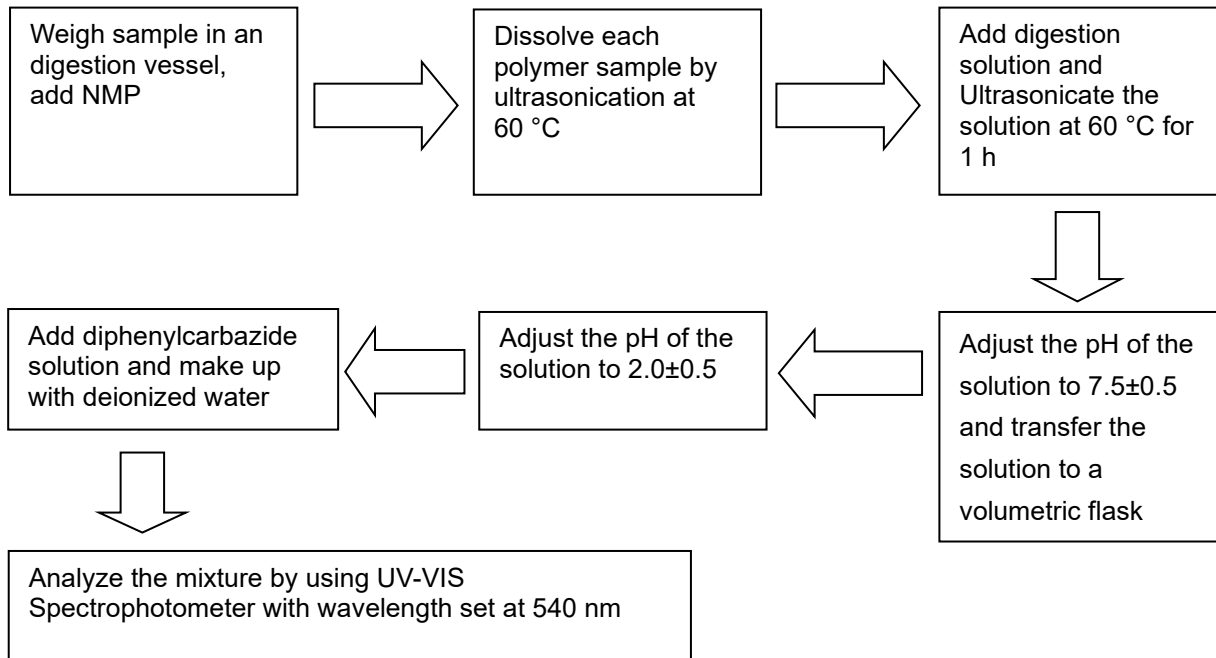 Weigh sample in an
digestion vessel,
add NMP
Dissolve each
polymer sample by
ultrasonication at
60 °C
Add digestion
solution and
Ultrasonicate the
solution at 60 °C for
1 h
Adjust the pH of the
solution to 7.5±0.5
and transfer the
solution to a
volumetric flask
Adjust the pH of the
solution to 2.0±0.5
Add diphenylcarbazide
solution and make up
with deionized water
Analyze the mixture by using UV-VIS
Spectrophotometer with wavelength set at 540 nm